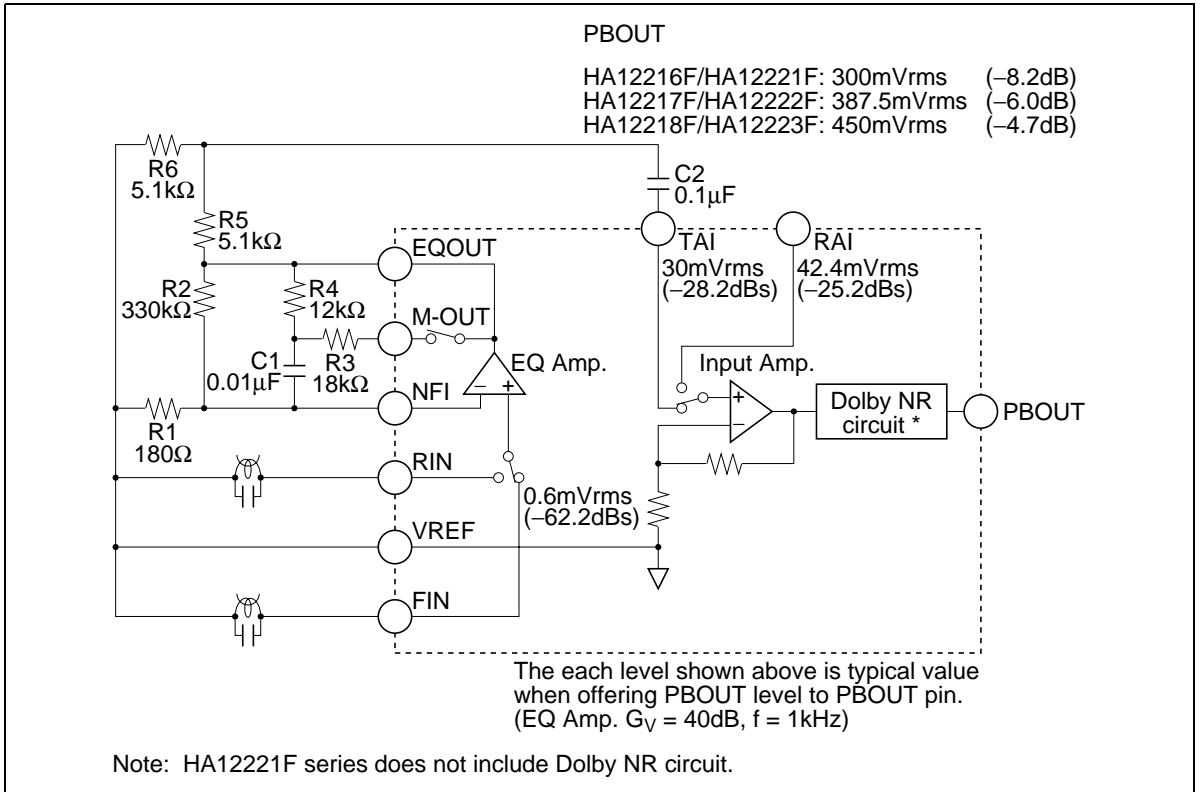 PBOUT
HA12216F/HA12221F: 300mVrms (−8.2dB)
HA12217F/HA12222F: 387.5mVrms (−6.0dB)
HA12218F/HA12223F: 450mVrms (−4.7dB)
R6
5.1kΩ
C2
0.1μF
R5
5.1kΩ
EQOUT
TAI
30mVrms
(−28.2dBs)
RAI
42.4mVrms
(−25.2dBs)
R2
330kΩ
R4
12kΩ
M-OUT
C1
0.01μF
R3
18kΩ
EQ Amp.
− +
NFI
Input Amp.
+
−
Dolby NR
circuit *
PBOUT
R1
180Ω
RIN
0.6mVrms
(−62.2dBs)
VREF
FIN
The each level shown above is typical value
when offering PBOUT level to PBOUT pin.
(EQ Amp. GV = 40dB, f = 1kHz)
Note: HA12221F series does not include Dolby NR circuit.